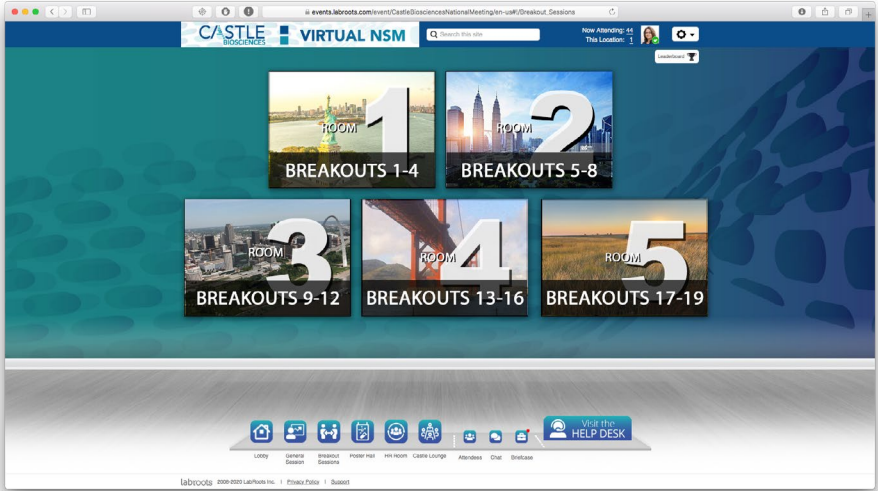 events.labroots.com/event/CastleBiosciencesNationalMeeting/en-us#!/Breakout_Sessions
CASTLE
BIOSCIENCES
VIRTUAL NSM
Search this site
Now Attending: 44
This Location: 1
Leaderboard
1
ROOM
BREAKOUTS 1-4
2
ROOM
BREAKOUTS 5-8
3
ROOM
BREAKOUTS 9-12
4
ROOM
BREAKOUTS 13-16
5
ROOM
BREAKOUTS 17-19
Lobby
General
Session
Breakout
Sessions
Poster Hall
HR Room
Castle Lounge
Attendees
Chat
Briefcase
Visit the
HELP DESK
labroots 2008-2020 LabRoots Inc. | Privacy Policy | Support